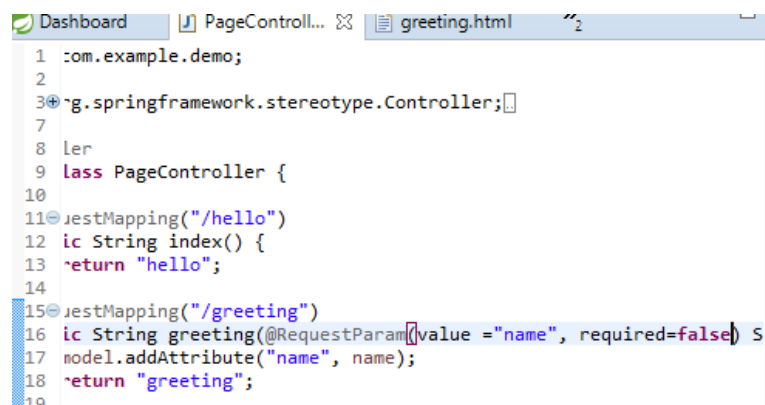 Dashboard PageControll... greeting.html »2
1 com.example.demo;
2
3 rg.springframework.stereotype.Controller;
7
8 ler
9 lass PageController {
10
11 uestMapping("/hello")
12 ic String index() {
13 return "hello";
14
15 uestMapping("/greeting")
16 ic String greeting(@RequestParam(value ="name", required=false) S
17 model.addAttribute("name", name);
18 return "greeting";
19